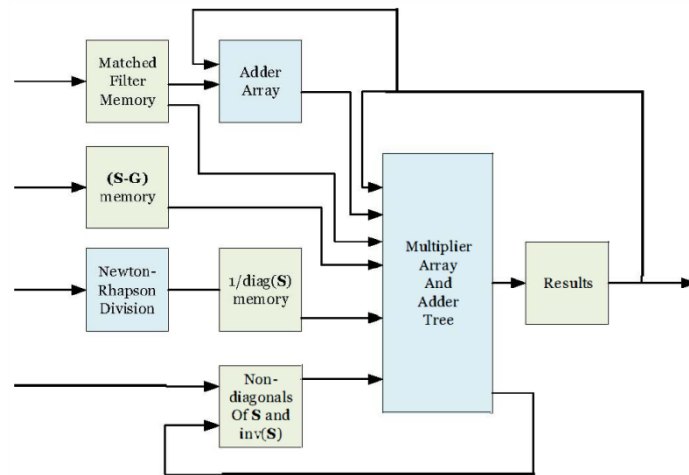 Matched
Filter
Memory
Adder
Array
(S-G)
memory
Newton-
Rhapson
Division
1/diag(S)
memory
Non-
diagonals
Of S and
inv(S)
Multiplier
Array
And
Adder
Tree
Results